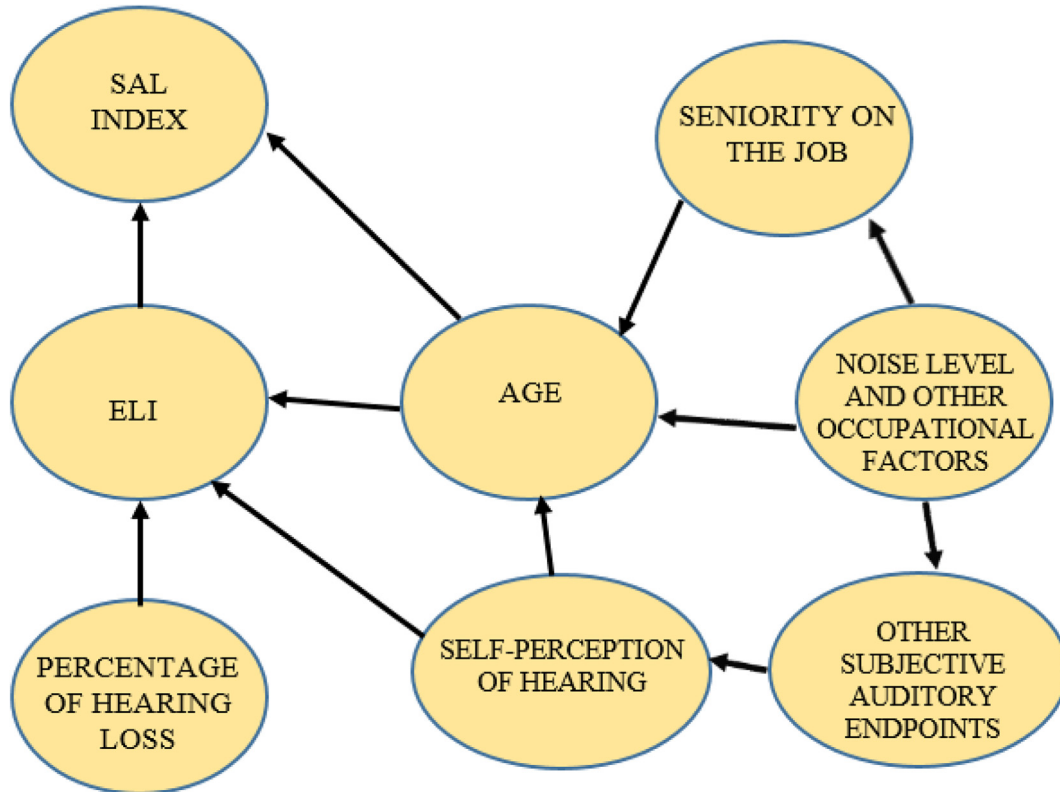 SAL
INDEX
SENIORITY ON
THE JOB
ELI
AGE
NOISE LEVEL
AND OTHER
OCCUPATIONAL
FACTORS
PERCENTAGE
OF HEARING
LOSS
SELF-PERCEPTION
OF HEARING
OTHER
SUBJECTIVE
AUDITORY
ENDPOINTS